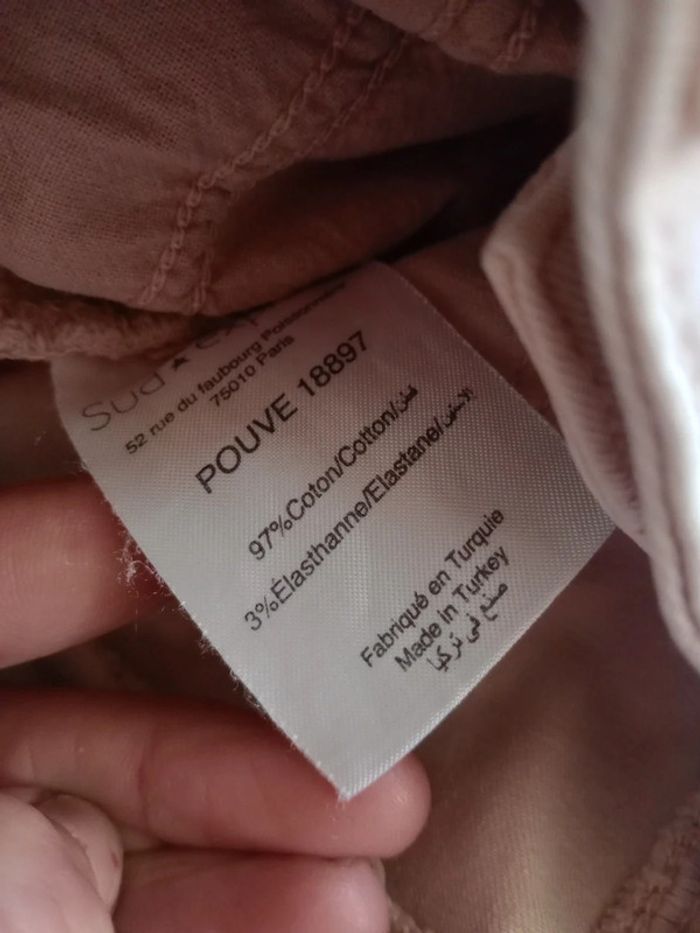 sud
52 rue du faubourg Poissonnière
75010 Paris
POUVE 18897
97%Coton/Cotton/قطن
3%Élasthanne/Elastane/
Fabriqué en Turquie
Made in Turkey
صنع في تركيا